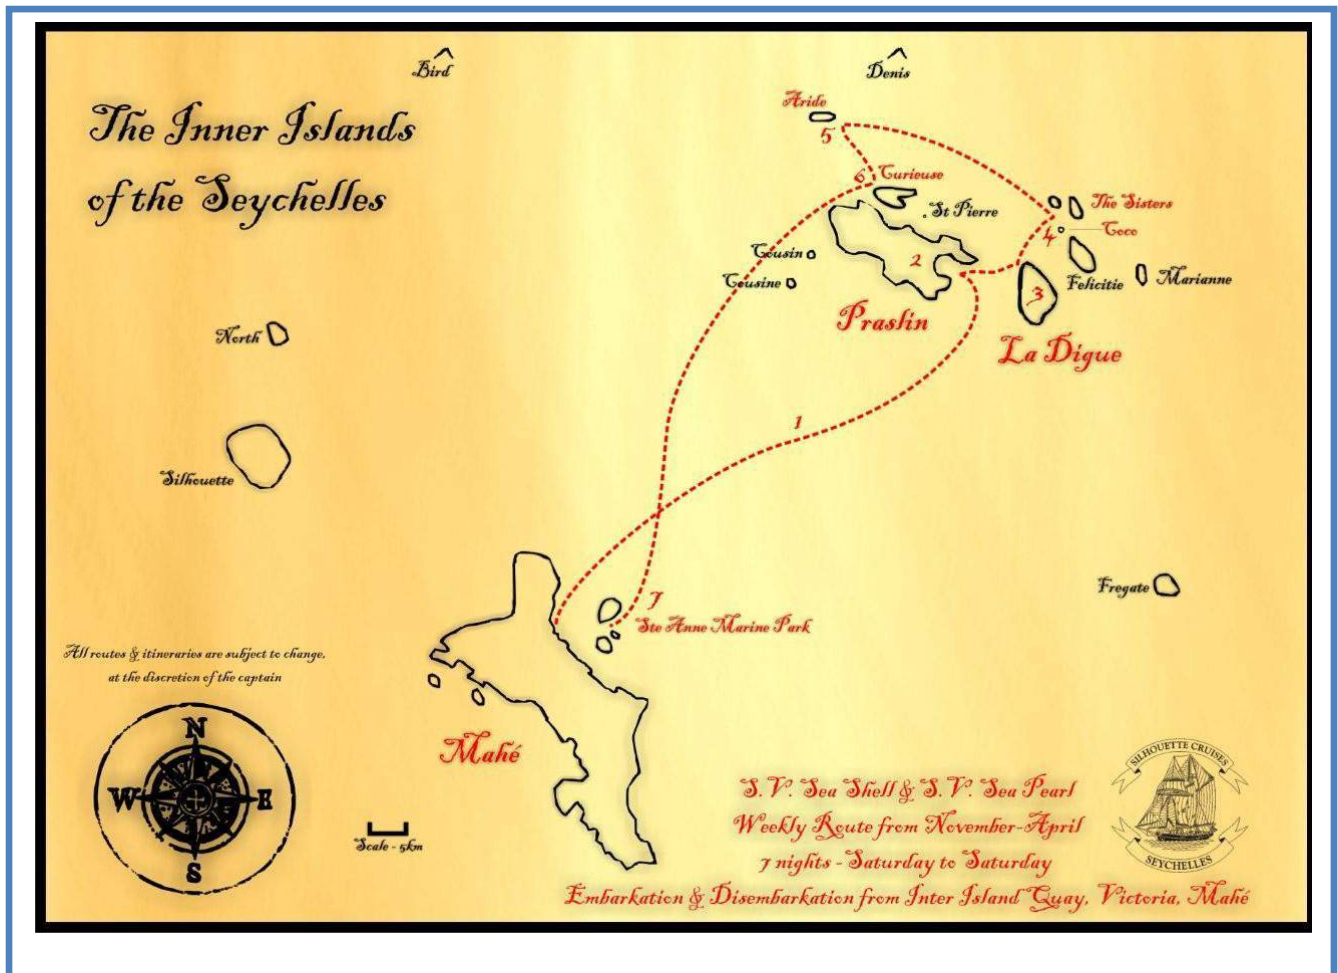 The Inner Islands
of the Seychelles
Bird
Denis
Aride
5
6
Curieuse
St Pierre
The Sisters
4
Coco
Cousin
2
Cousine
3
Felicitie
Marianne
Praslin
La Digue
North
1
Silhouette
Fregate
7
Ste Anne Marine Park
All routes & itineraries are subject to change,
at the discretion of the captain
N
W
E
S
Mahé
Scale - 5km
S.V. Sea Shell & S.V. Sea Pearl
Weekly Route from November-April
7 nights - Saturday to Saturday
Embarkation & Disembarkation from Inter Island Quay, Victoria, Mahé
SILHOUETTE CRUISES
SEYCHELLES